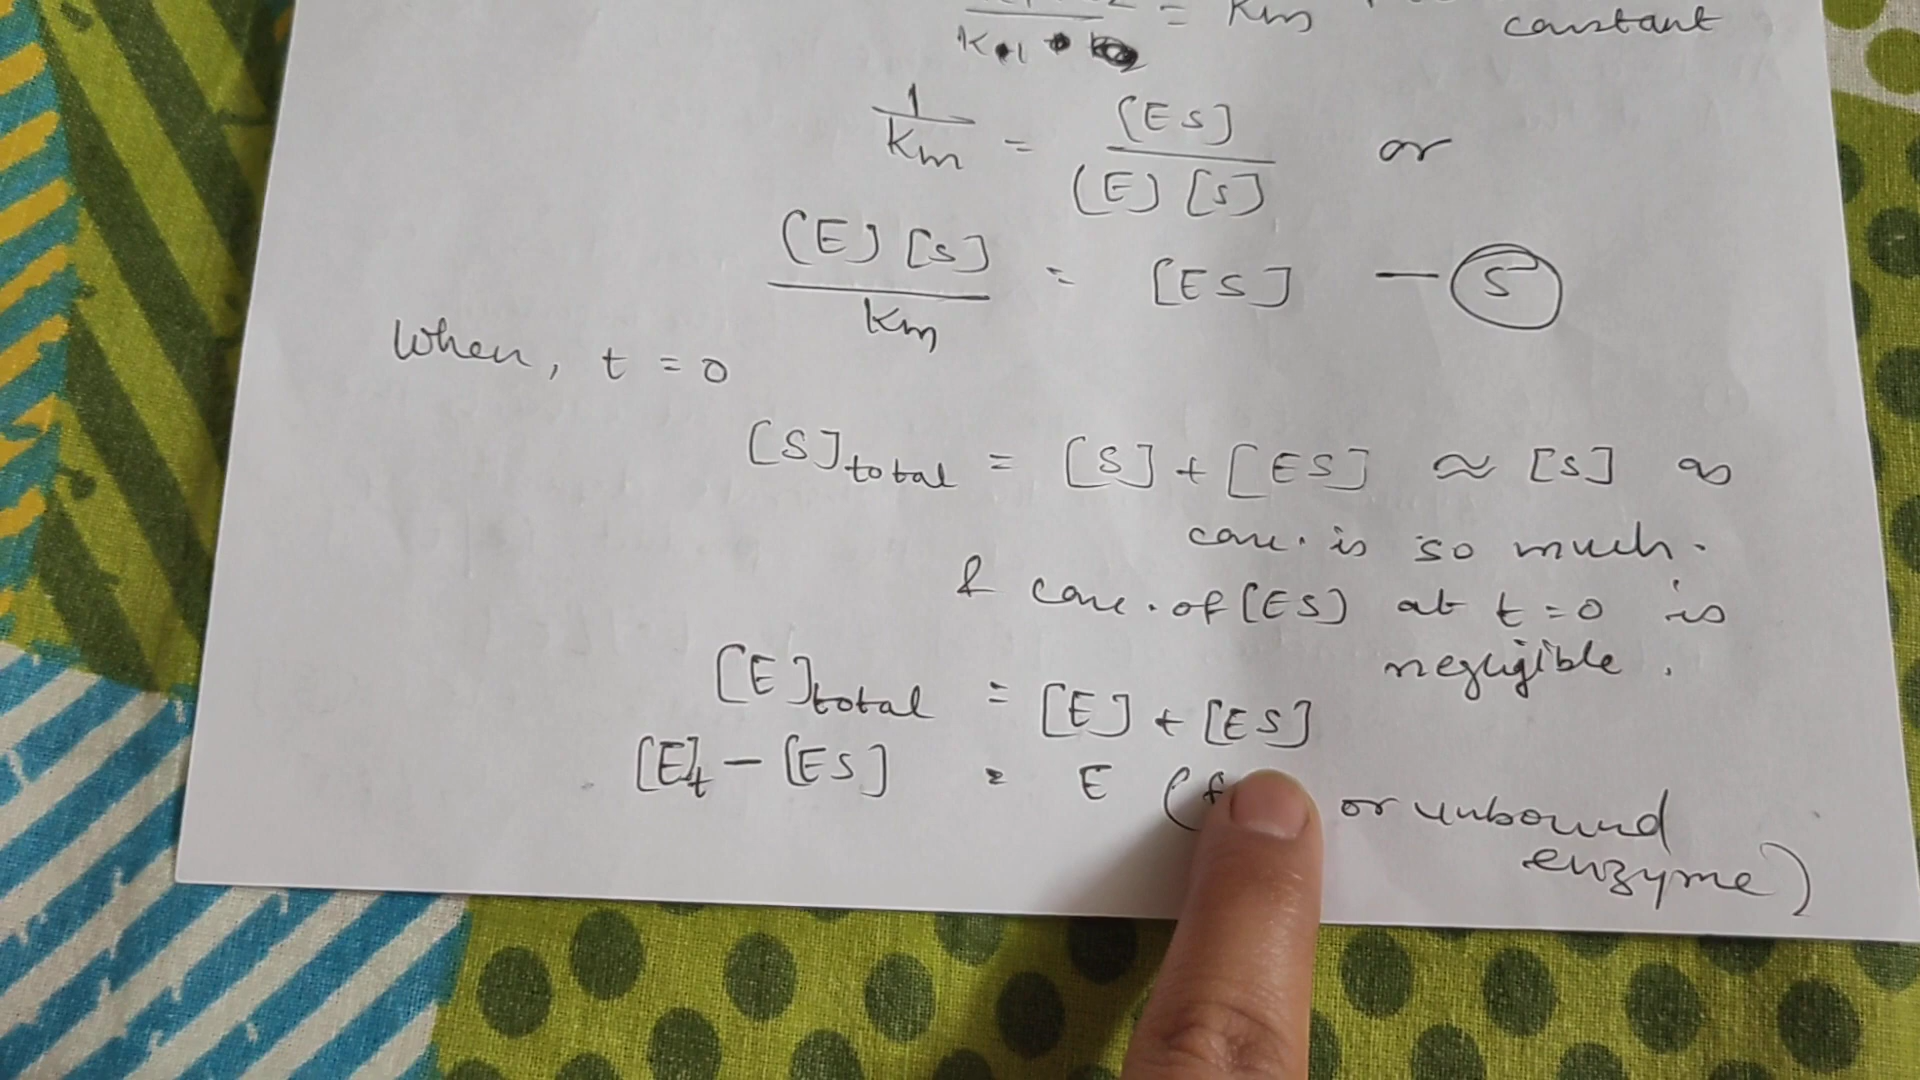 = Km constant
K+1
1/Km = [ES]/[E] [S] or
[E] [S]/Km = [ES] — 5
When, t = 0
[S]total = [S] + [ES] ≈ [S] as
conc. is so much.
& conc. of [ES] at t = 0 is
negligible.
[E]total = [E] + [ES]
[E]t − [ES] = E ( or unbound
enzyme)